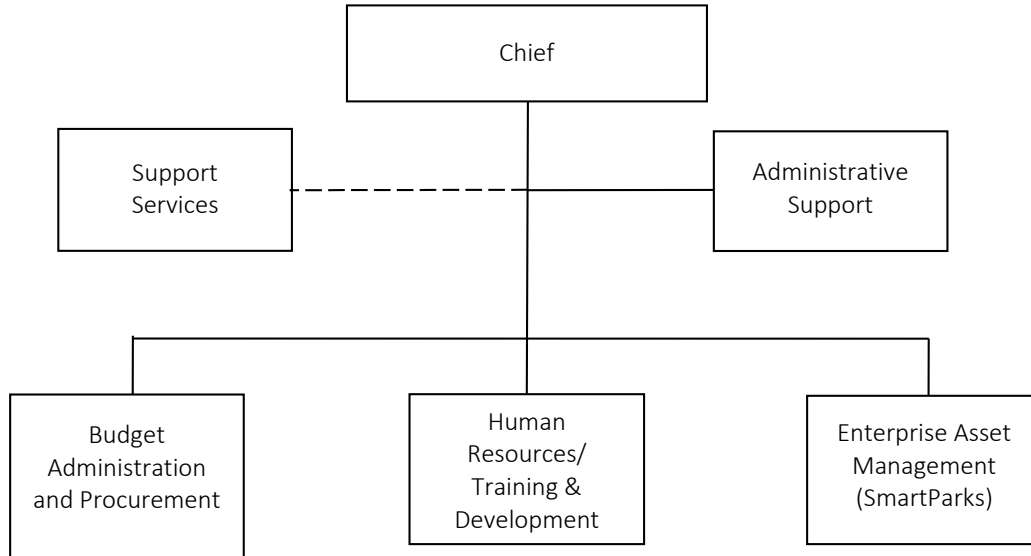 Chief
Support
Services
Administrative
Support
Budget
Administration
and Procurement
Human
Resources/
Training &
Development
Enterprise Asset
Management
(SmartParks)